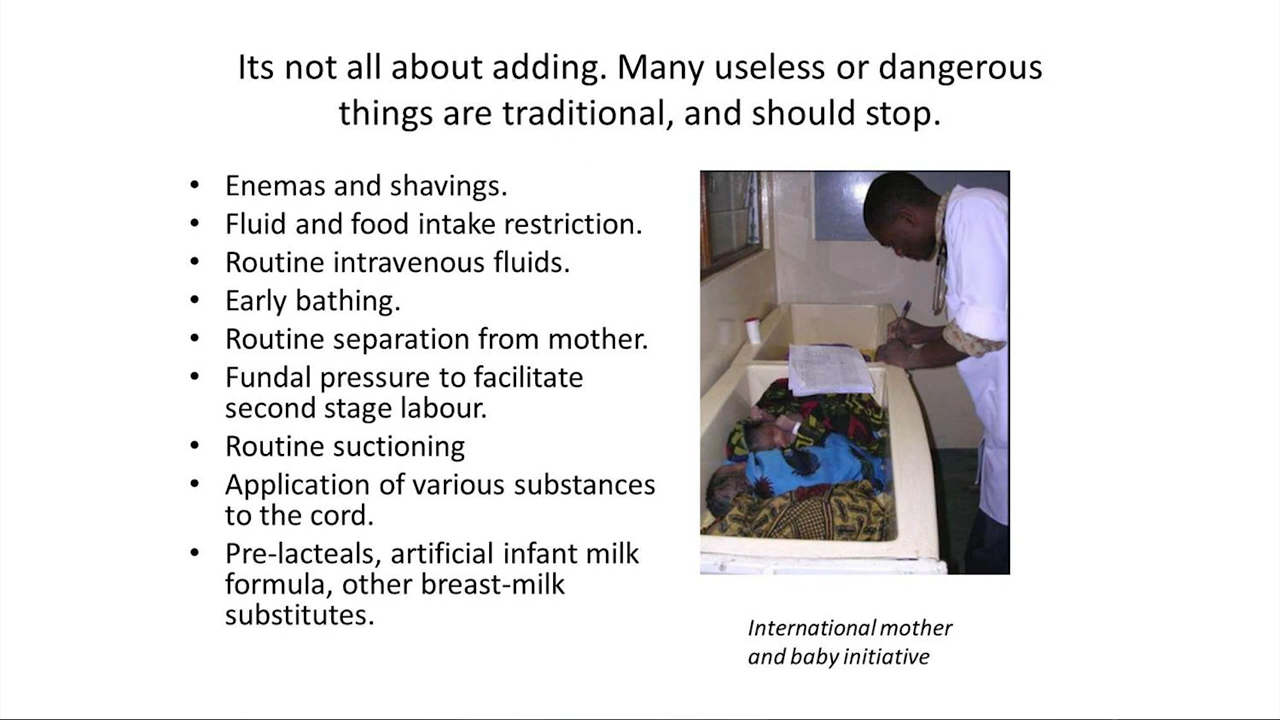 Its not all about adding. Many useless or dangerous
things are traditional, and should stop.
• Enemas and shavings.
• Fluid and food intake restriction.
• Routine intravenous fluids.
• Early bathing.
• Routine separation from mother.
• Fundal pressure to facilitate
second stage labour.
• Routine suctioning
• Application of various substances
to the cord.
• Pre-lacteals, artificial infant milk
formula, other breast-milk
substitutes.
International mother
and baby initiative